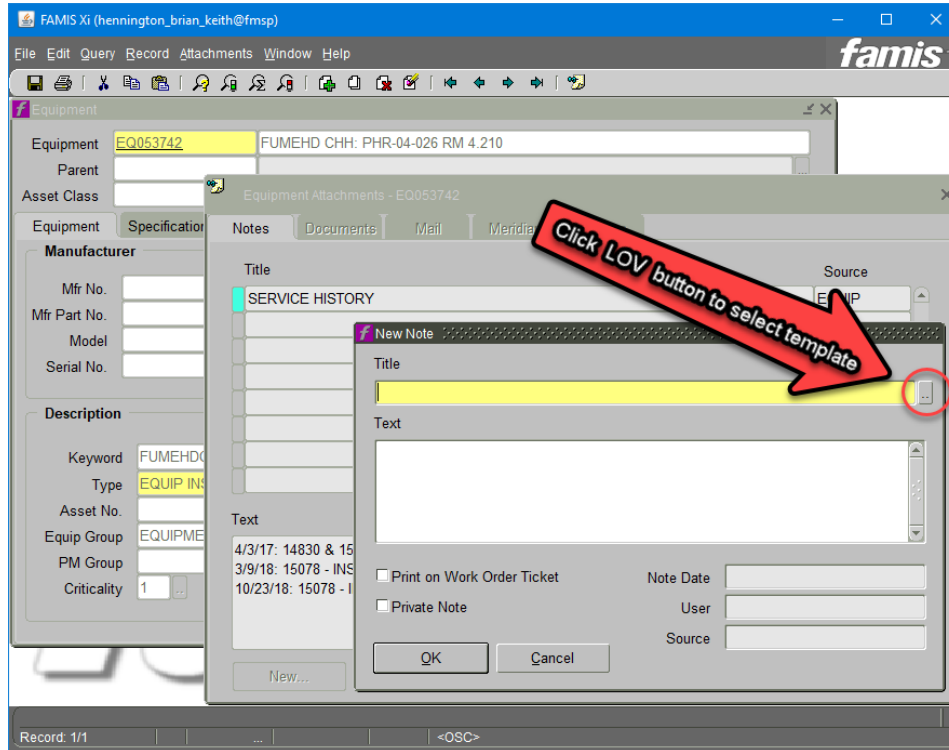 FAMIS Xi (hennington_brian_keith@fmsp)
File Edit Query Record Attachments Window Help
famis
Equipment
Equipment EQ053742 FUMEHD CHH: PHR-04-026 RM 4.210
Parent
Asset Class
Equipment Attachments - EQ053742
Equipment Specification
Notes Documents Mail
Click LOV button to select template
Manufacturer
Mfr No.
Mfr Part No.
Model
Serial No.
Title Source
SERVICE HISTORY
New Note
Title
..
Text
Description
Keyword
Type EQUIP
Asset No.
Equip Group
PM Group
Criticality 1 ..
Text
4/3/17: 14830 &
3/9/18: 15078 - INS
10/23/18: 15078 -
Print on Work Order Ticket
Private Note
Note Date
User
Source
OK Cancel
New...
Record: 1/1 ... <OSC>